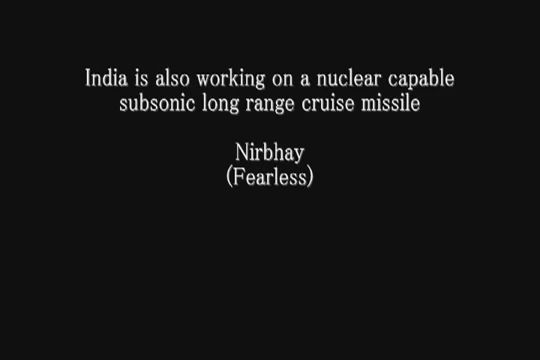 India is also working on a nuclear capable
subsonic long range cruise missile
Nirbhay
(Fearless)